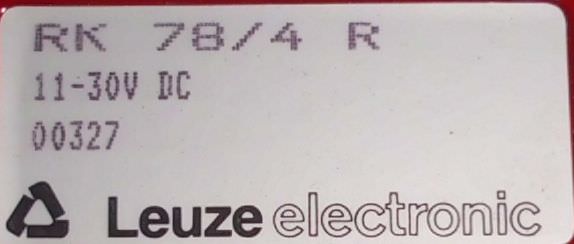 RK 78/4 R
11-30V DC
00327
Leuze electronic